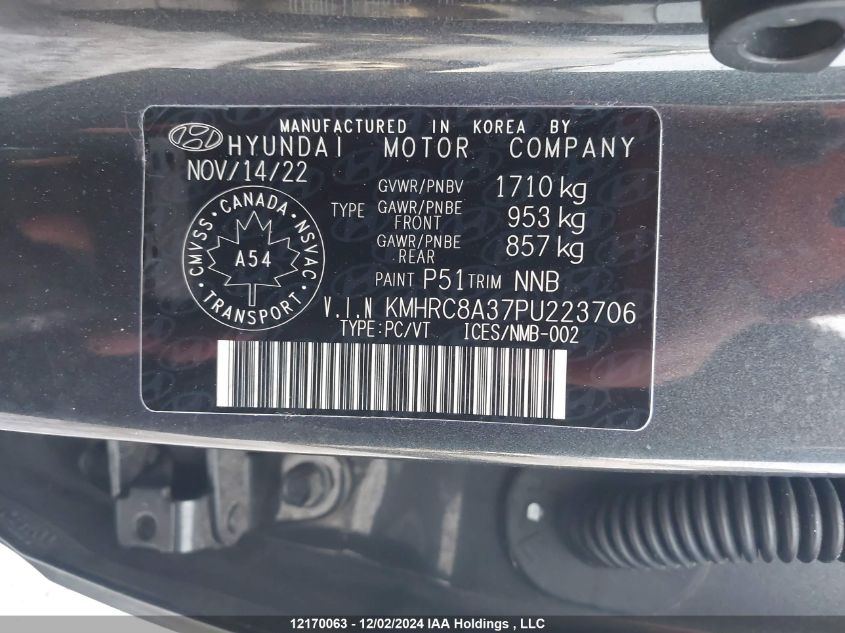 MANUFACTURED IN KOREA BY
HYUNDAI MOTOR COMPANY
NOV/14/22
GVWR/PNBV 1710 kg
TYPE GAWR/PNBE FRONT 953 kg
GAWR/PNBE REAR 857 kg
CMVSS · CANADA · NSVAC
A54
TRANSPORT
PAINT P51 TRIM NNB
V.I.N KMHRC8A37PU223706
TYPE:PC/VT ICES/NMB-002
12170063 - 12/02/2024 IAA Holdings , LLC